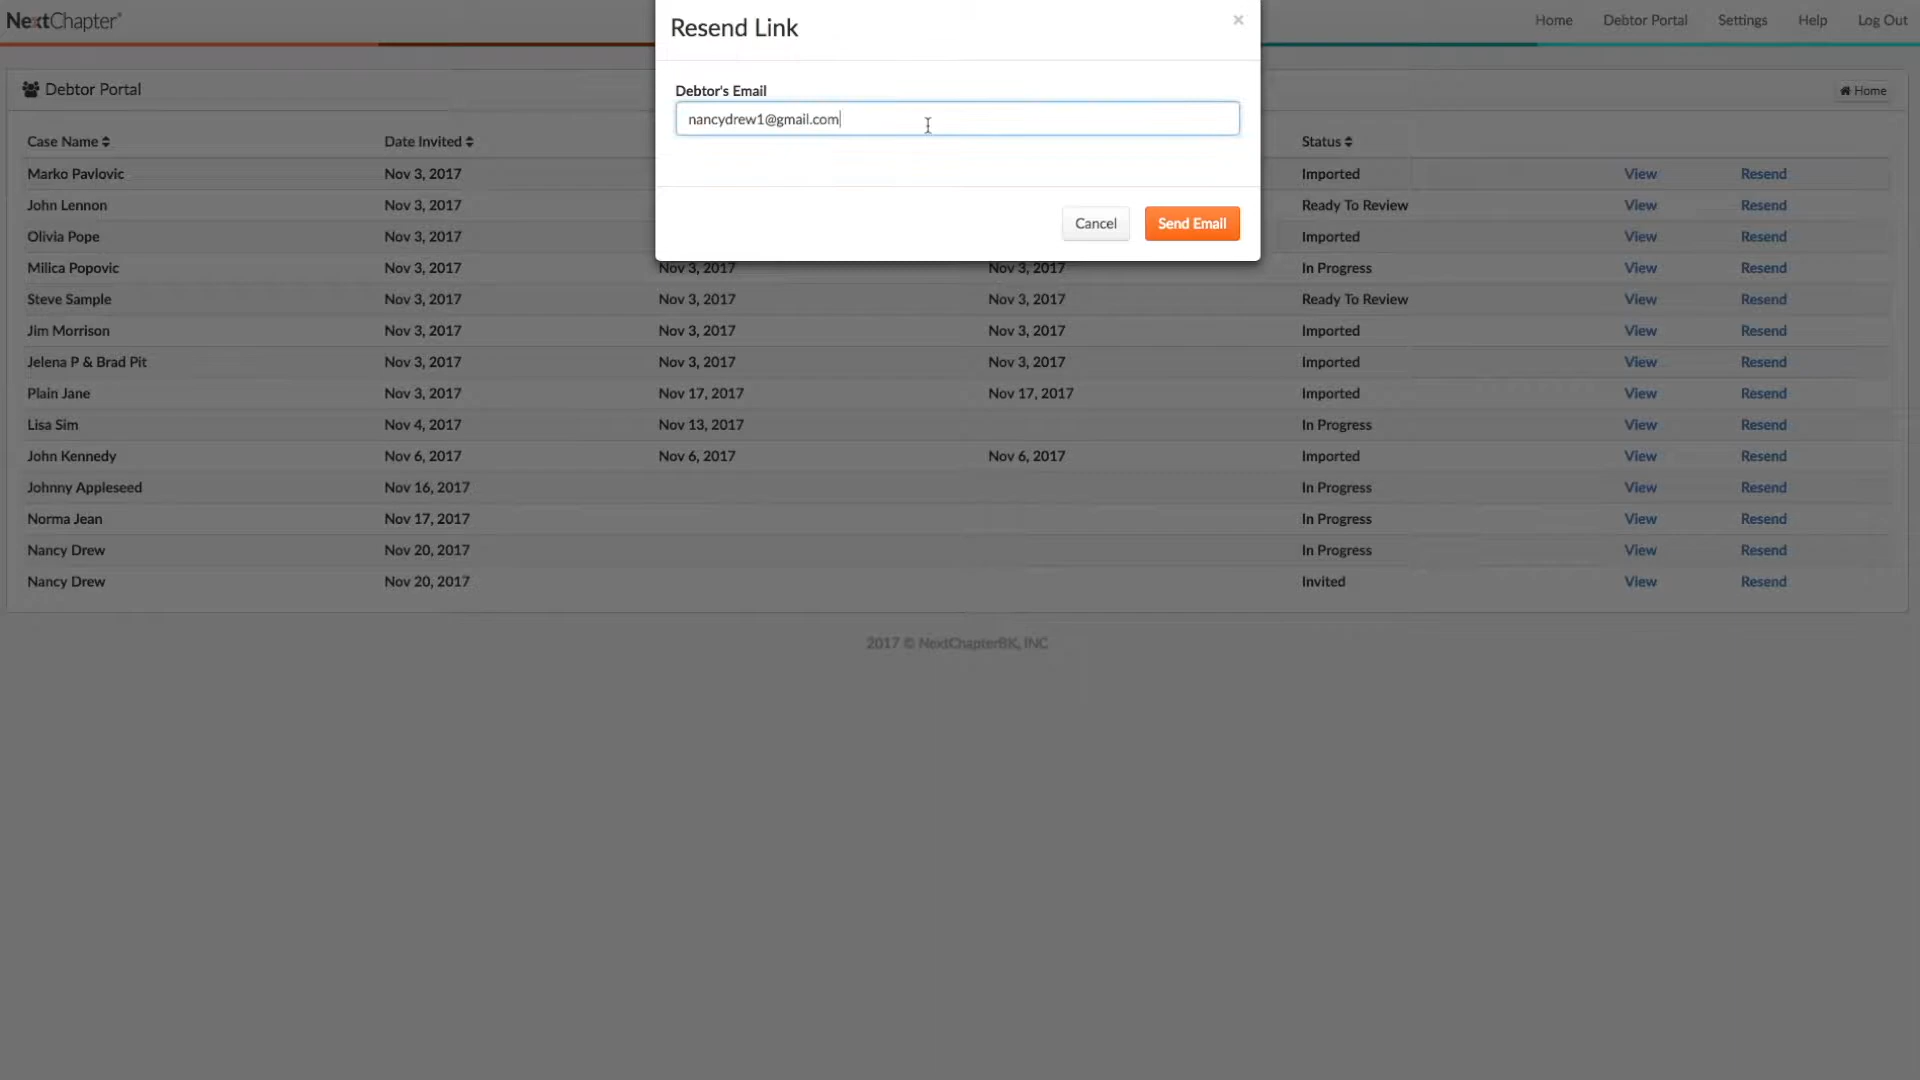 NextChapter®
Home Debtor Portal Settings Help Log Out
Resend Link ×
Debtor's Email
nancydrew1@gmail.com
Cancel Send Email
Debtor Portal Home
Case Name Date Invited Status
Marko Pavlovic Nov 3, 2017 Imported View Resend
John Lennon Nov 3, 2017 Ready To Review View Resend
Olivia Pope Nov 3, 2017 Imported View Resend
Milica Popovic Nov 3, 2017 Nov 3, 2017 Nov 3, 2017 In Progress View Resend
Steve Sample Nov 3, 2017 Nov 3, 2017 Nov 3, 2017 Ready To Review View Resend
Jim Morrison Nov 3, 2017 Nov 3, 2017 Nov 3, 2017 Imported View Resend
Jelena P & Brad Pit Nov 3, 2017 Nov 3, 2017 Nov 3, 2017 Imported View Resend
Plain Jane Nov 3, 2017 Nov 17, 2017 Nov 17, 2017 Imported View Resend
Lisa Sim Nov 4, 2017 Nov 13, 2017 In Progress View Resend
John Kennedy Nov 6, 2017 Nov 6, 2017 Nov 6, 2017 Imported View Resend
Johnny Appleseed Nov 16, 2017 In Progress View Resend
Norma Jean Nov 17, 2017 In Progress View Resend
Nancy Drew Nov 20, 2017 In Progress View Resend
Nancy Drew Nov 20, 2017 Invited View Resend
2017 © NextChapterBK, INC